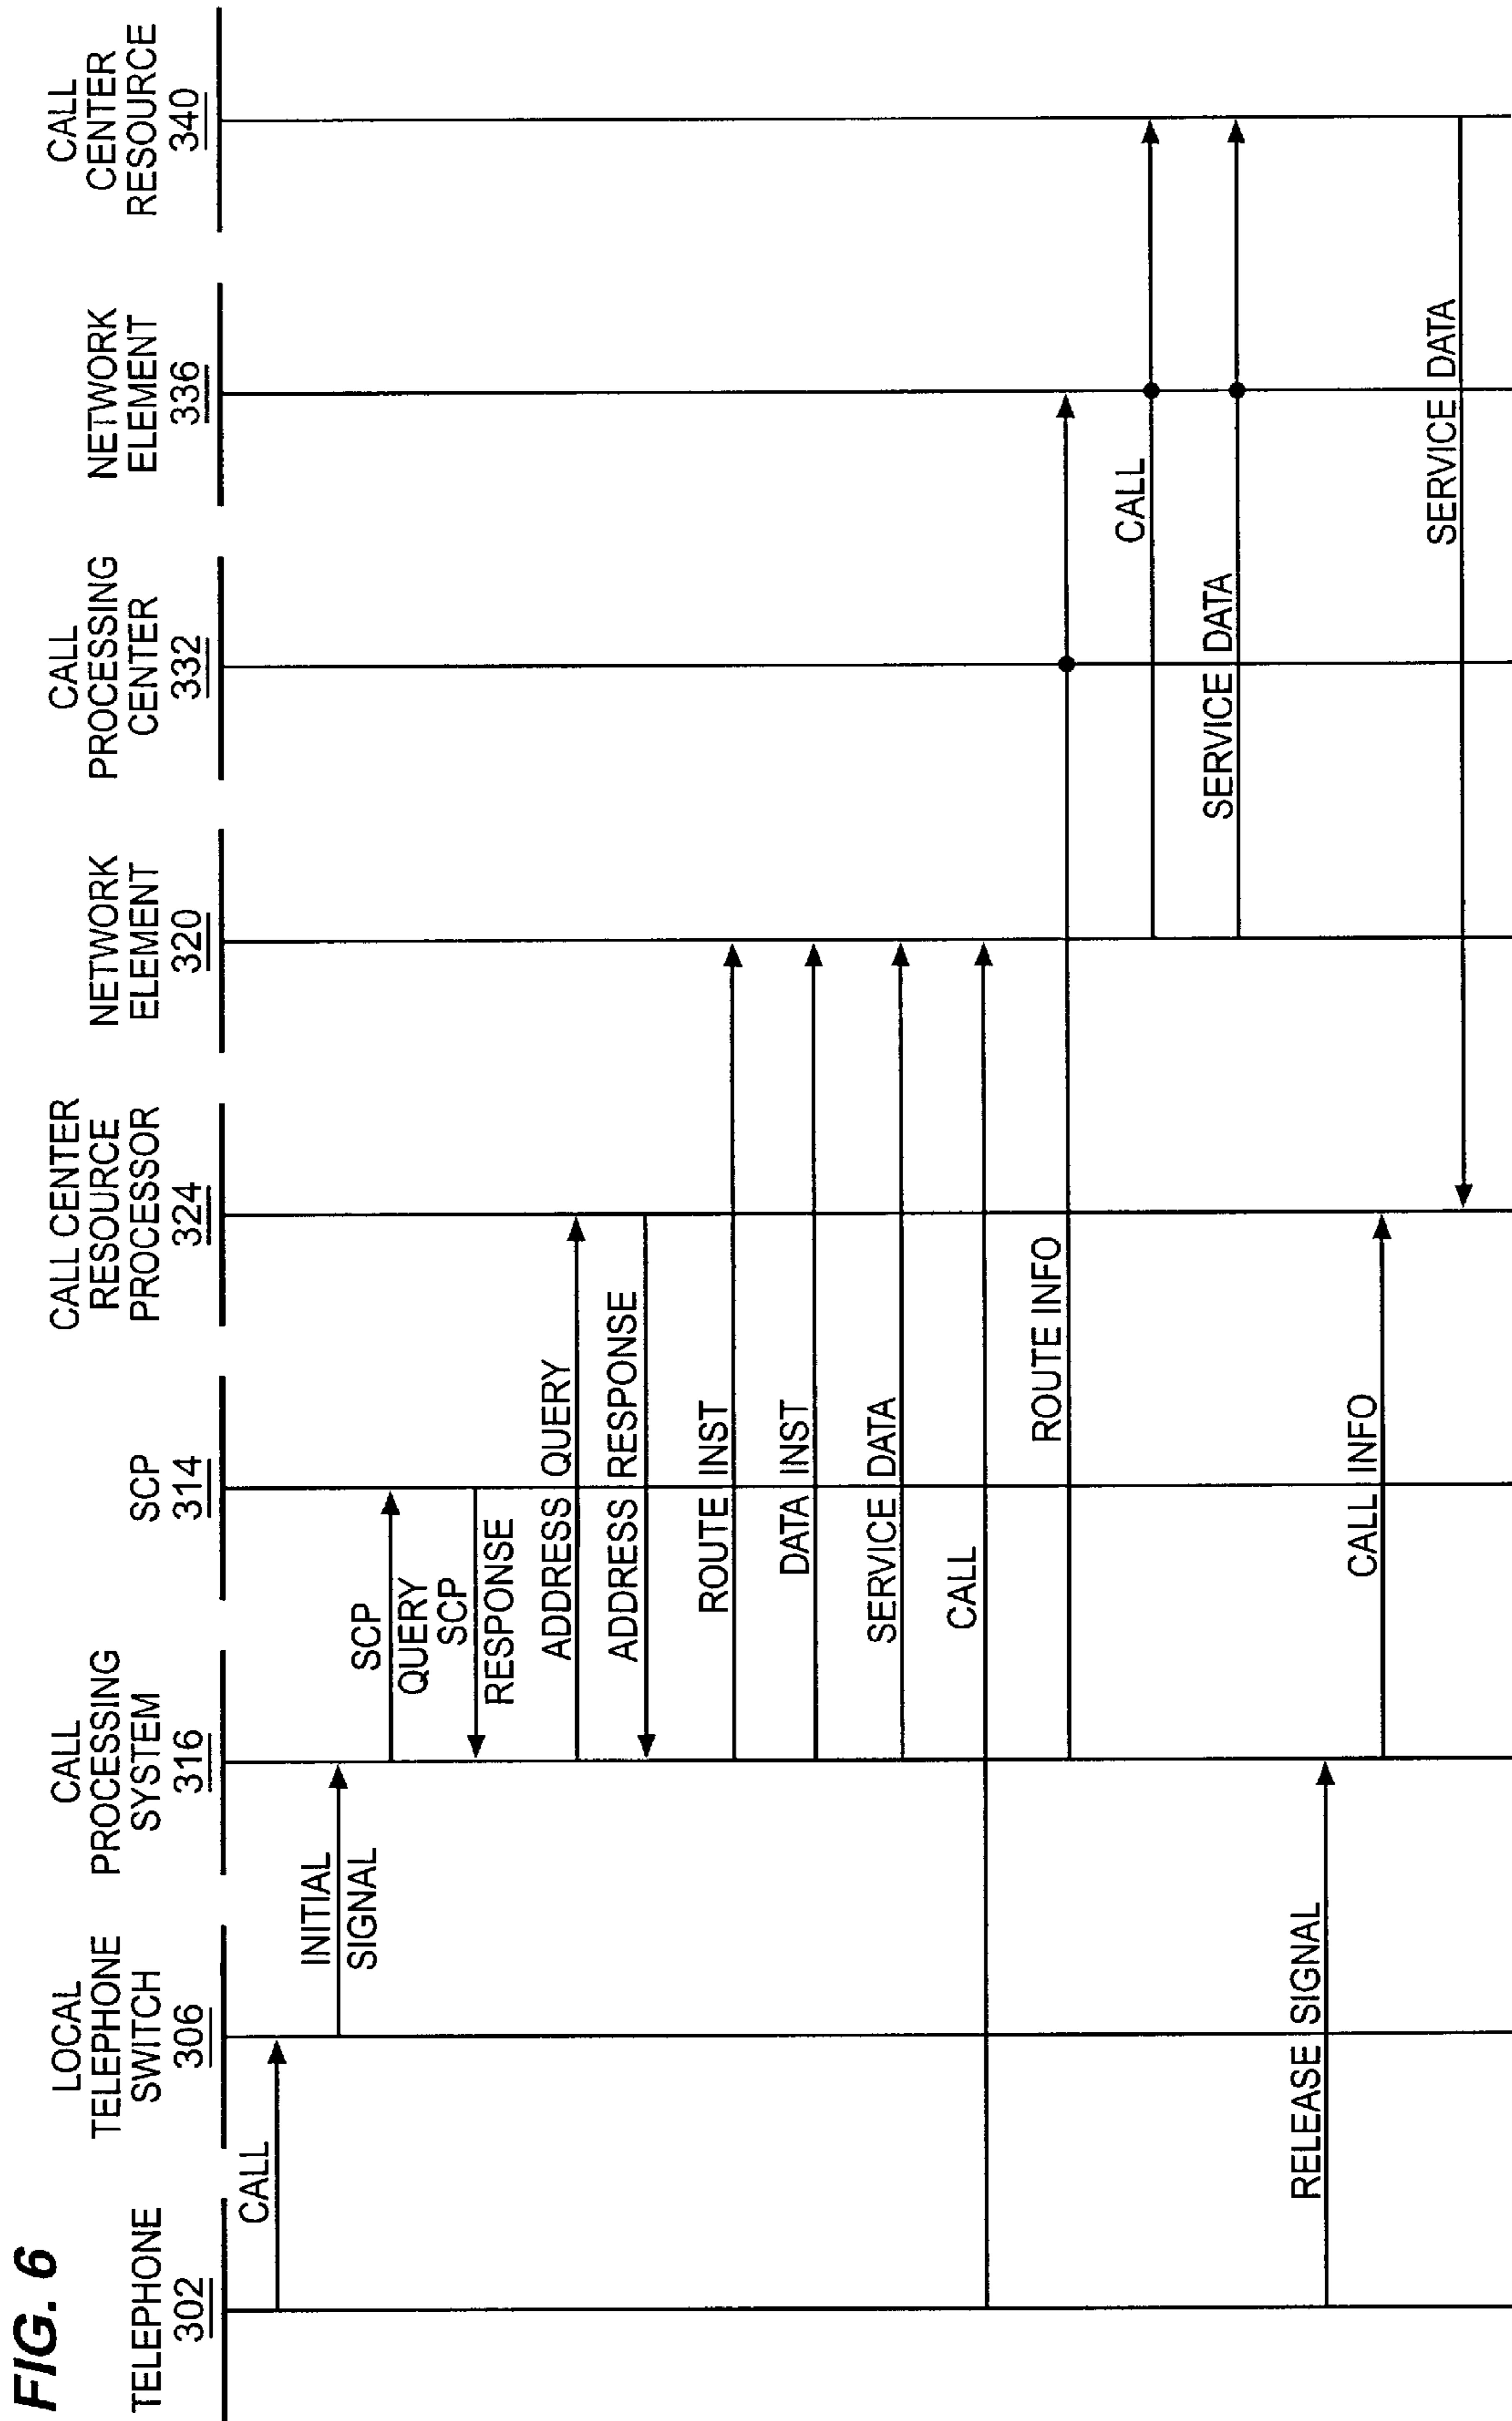 FIG. 6
TELEPHONE
302
LOCAL
TELEPHONE
SWITCH
306
CALL
PROCESSING
SYSTEM
316
SCP
314
CALL CENTER
RESOURCE
PROCESSOR
324
NETWORK
ELEMENT
320
CALL
PROCESSING
CENTER
332
NETWORK
ELEMENT
336
CALL
CENTER
RESOURCE
340
CALL
INITIAL
SIGNAL
SCP
QUERY
SCP
RESPONSE
ADDRESS QUERY
ADDRESS RESPONSE
ROUTE INST
DATA INST
SERVICE DATA
CALL
ROUTE INFO
CALL
SERVICE DATA
RELEASE SIGNAL
CALL INFO
SERVICE DATA